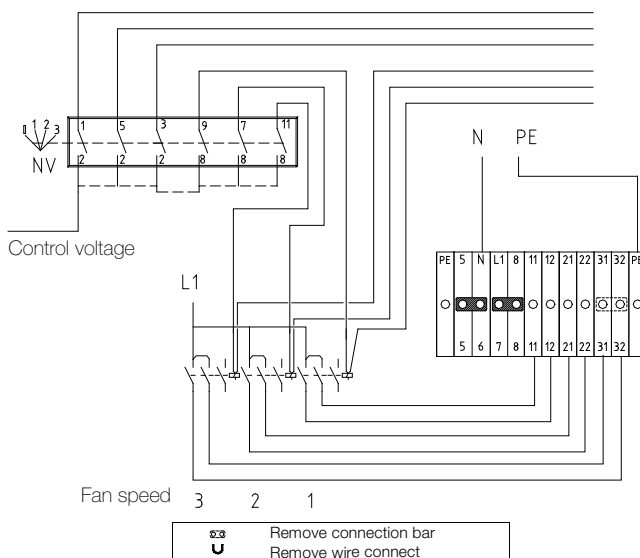 0 1 2 3
NV
1 5 3 9 7 11
2 2 2 8 8 8
Control voltage
N PE
L1
PE 5 N L1 8 11 12 21 22 31 32 PE
5 6 7 8 11 12 21 22 31 32
Fan speed 3 2 1
Remove connection bar
Remove wire connect